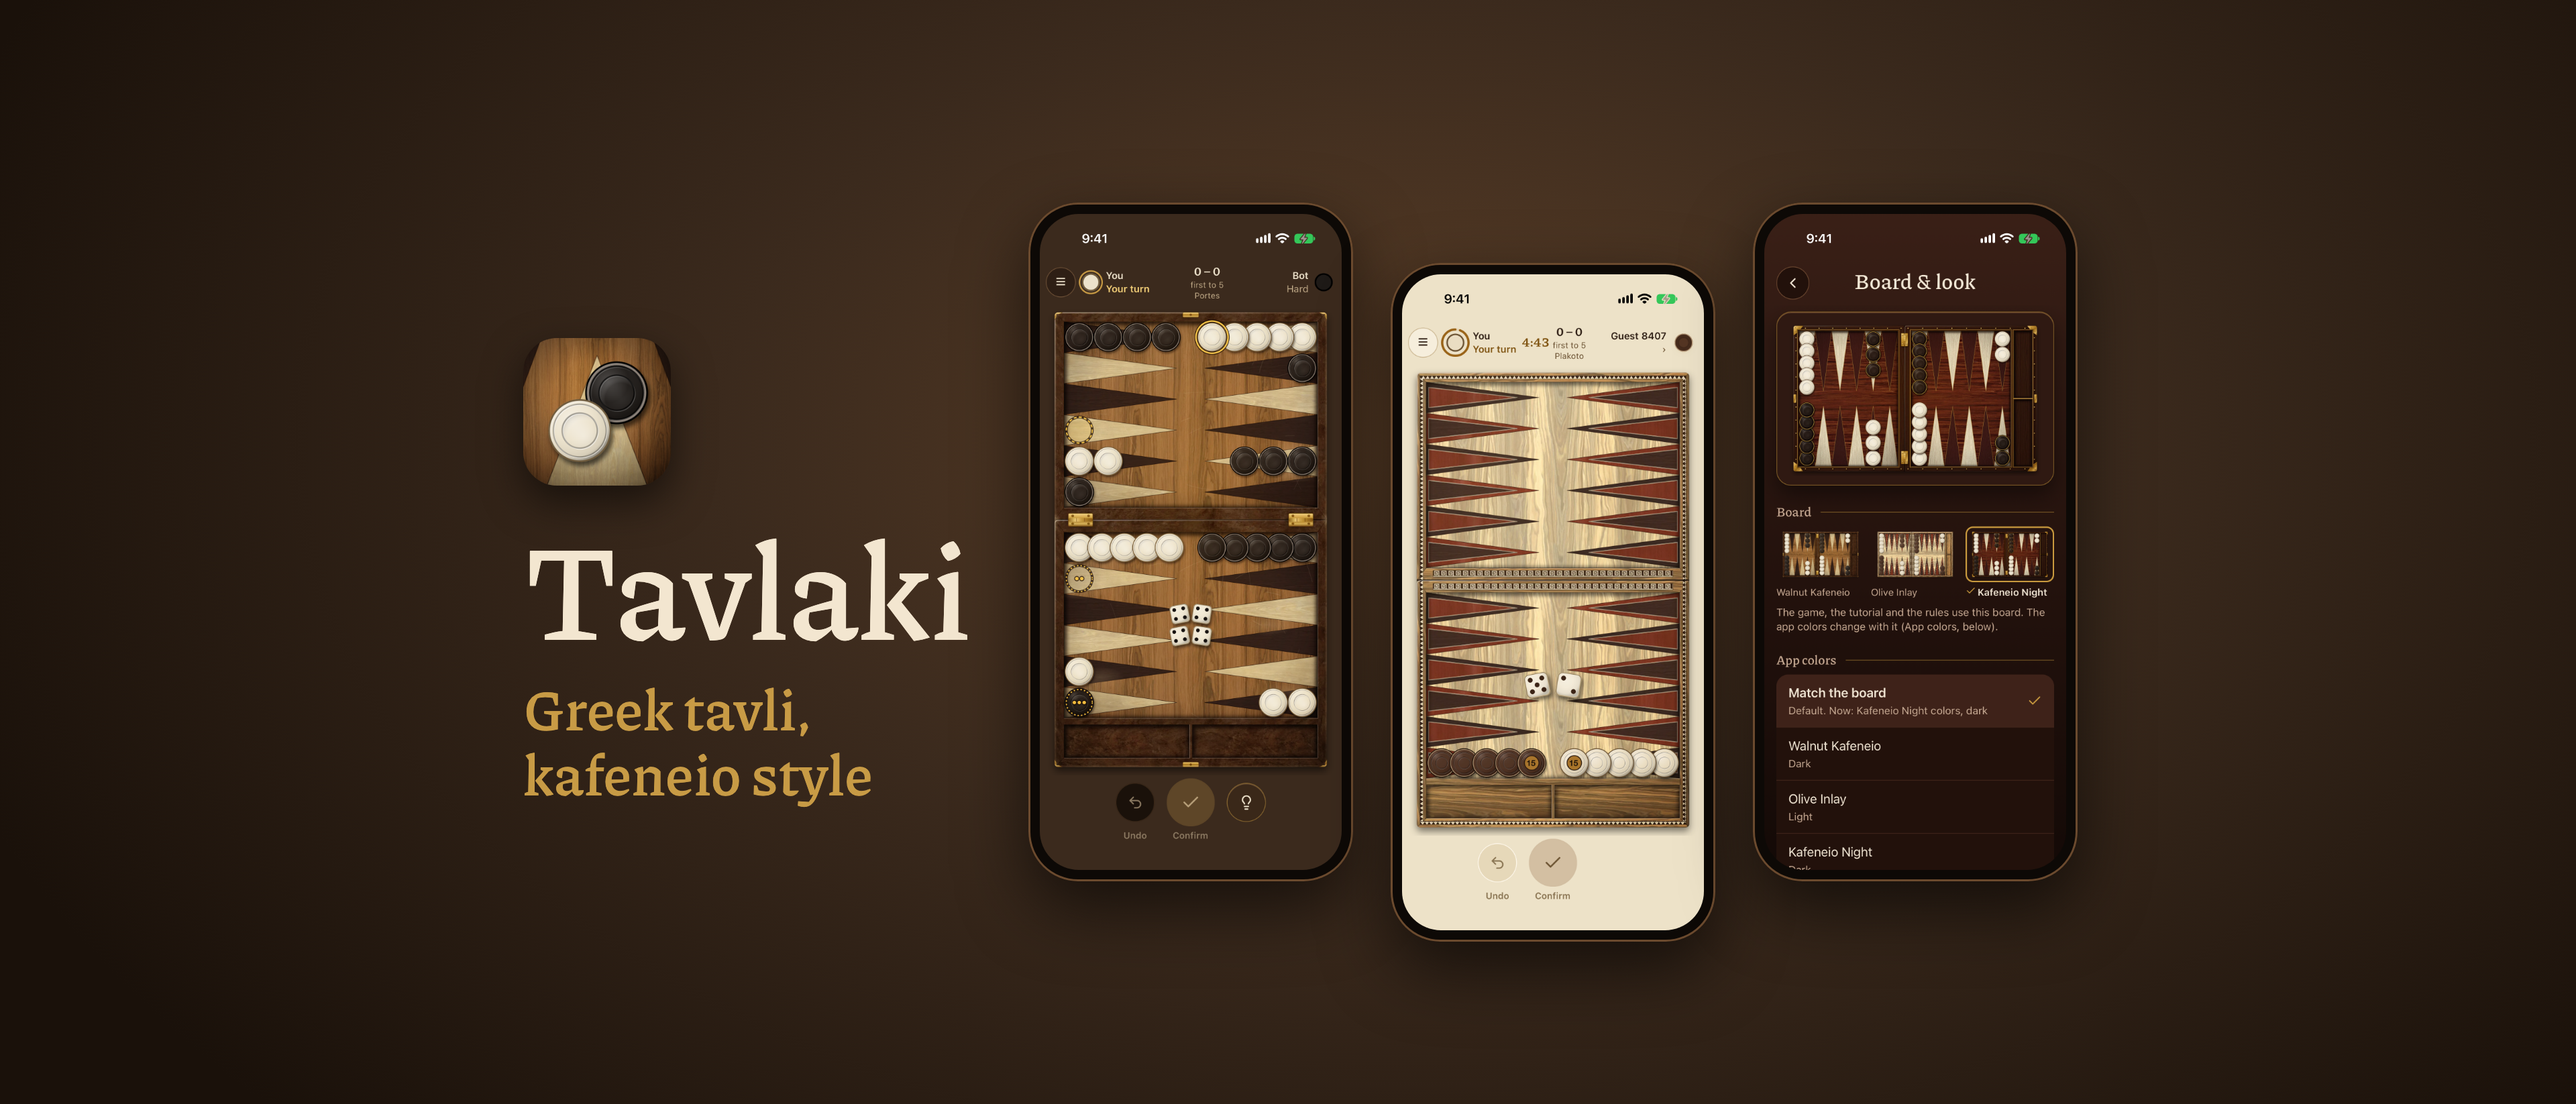 Tavlaki
Greek tavli,
kafeneio style
9:41
You
Your turn
0 – 0
first to 5
Portes
Bot
Hard
Undo
Confirm
9:41
You
Your turn
4:43
0 – 0
first to 5
Plakoto
Guest 8407
15
15
Undo
Confirm
9:41
Board & look
Board
Walnut Kafeneio
Olive Inlay
Kafeneio Night
The game, the tutorial and the rules use this board. The
app colors change with it (App colors, below).
App colors
Match the board
Default. Now: Kafeneio Night colors, dark
Walnut Kafeneio
Dark
Olive Inlay
Light
Kafeneio Night
Dark